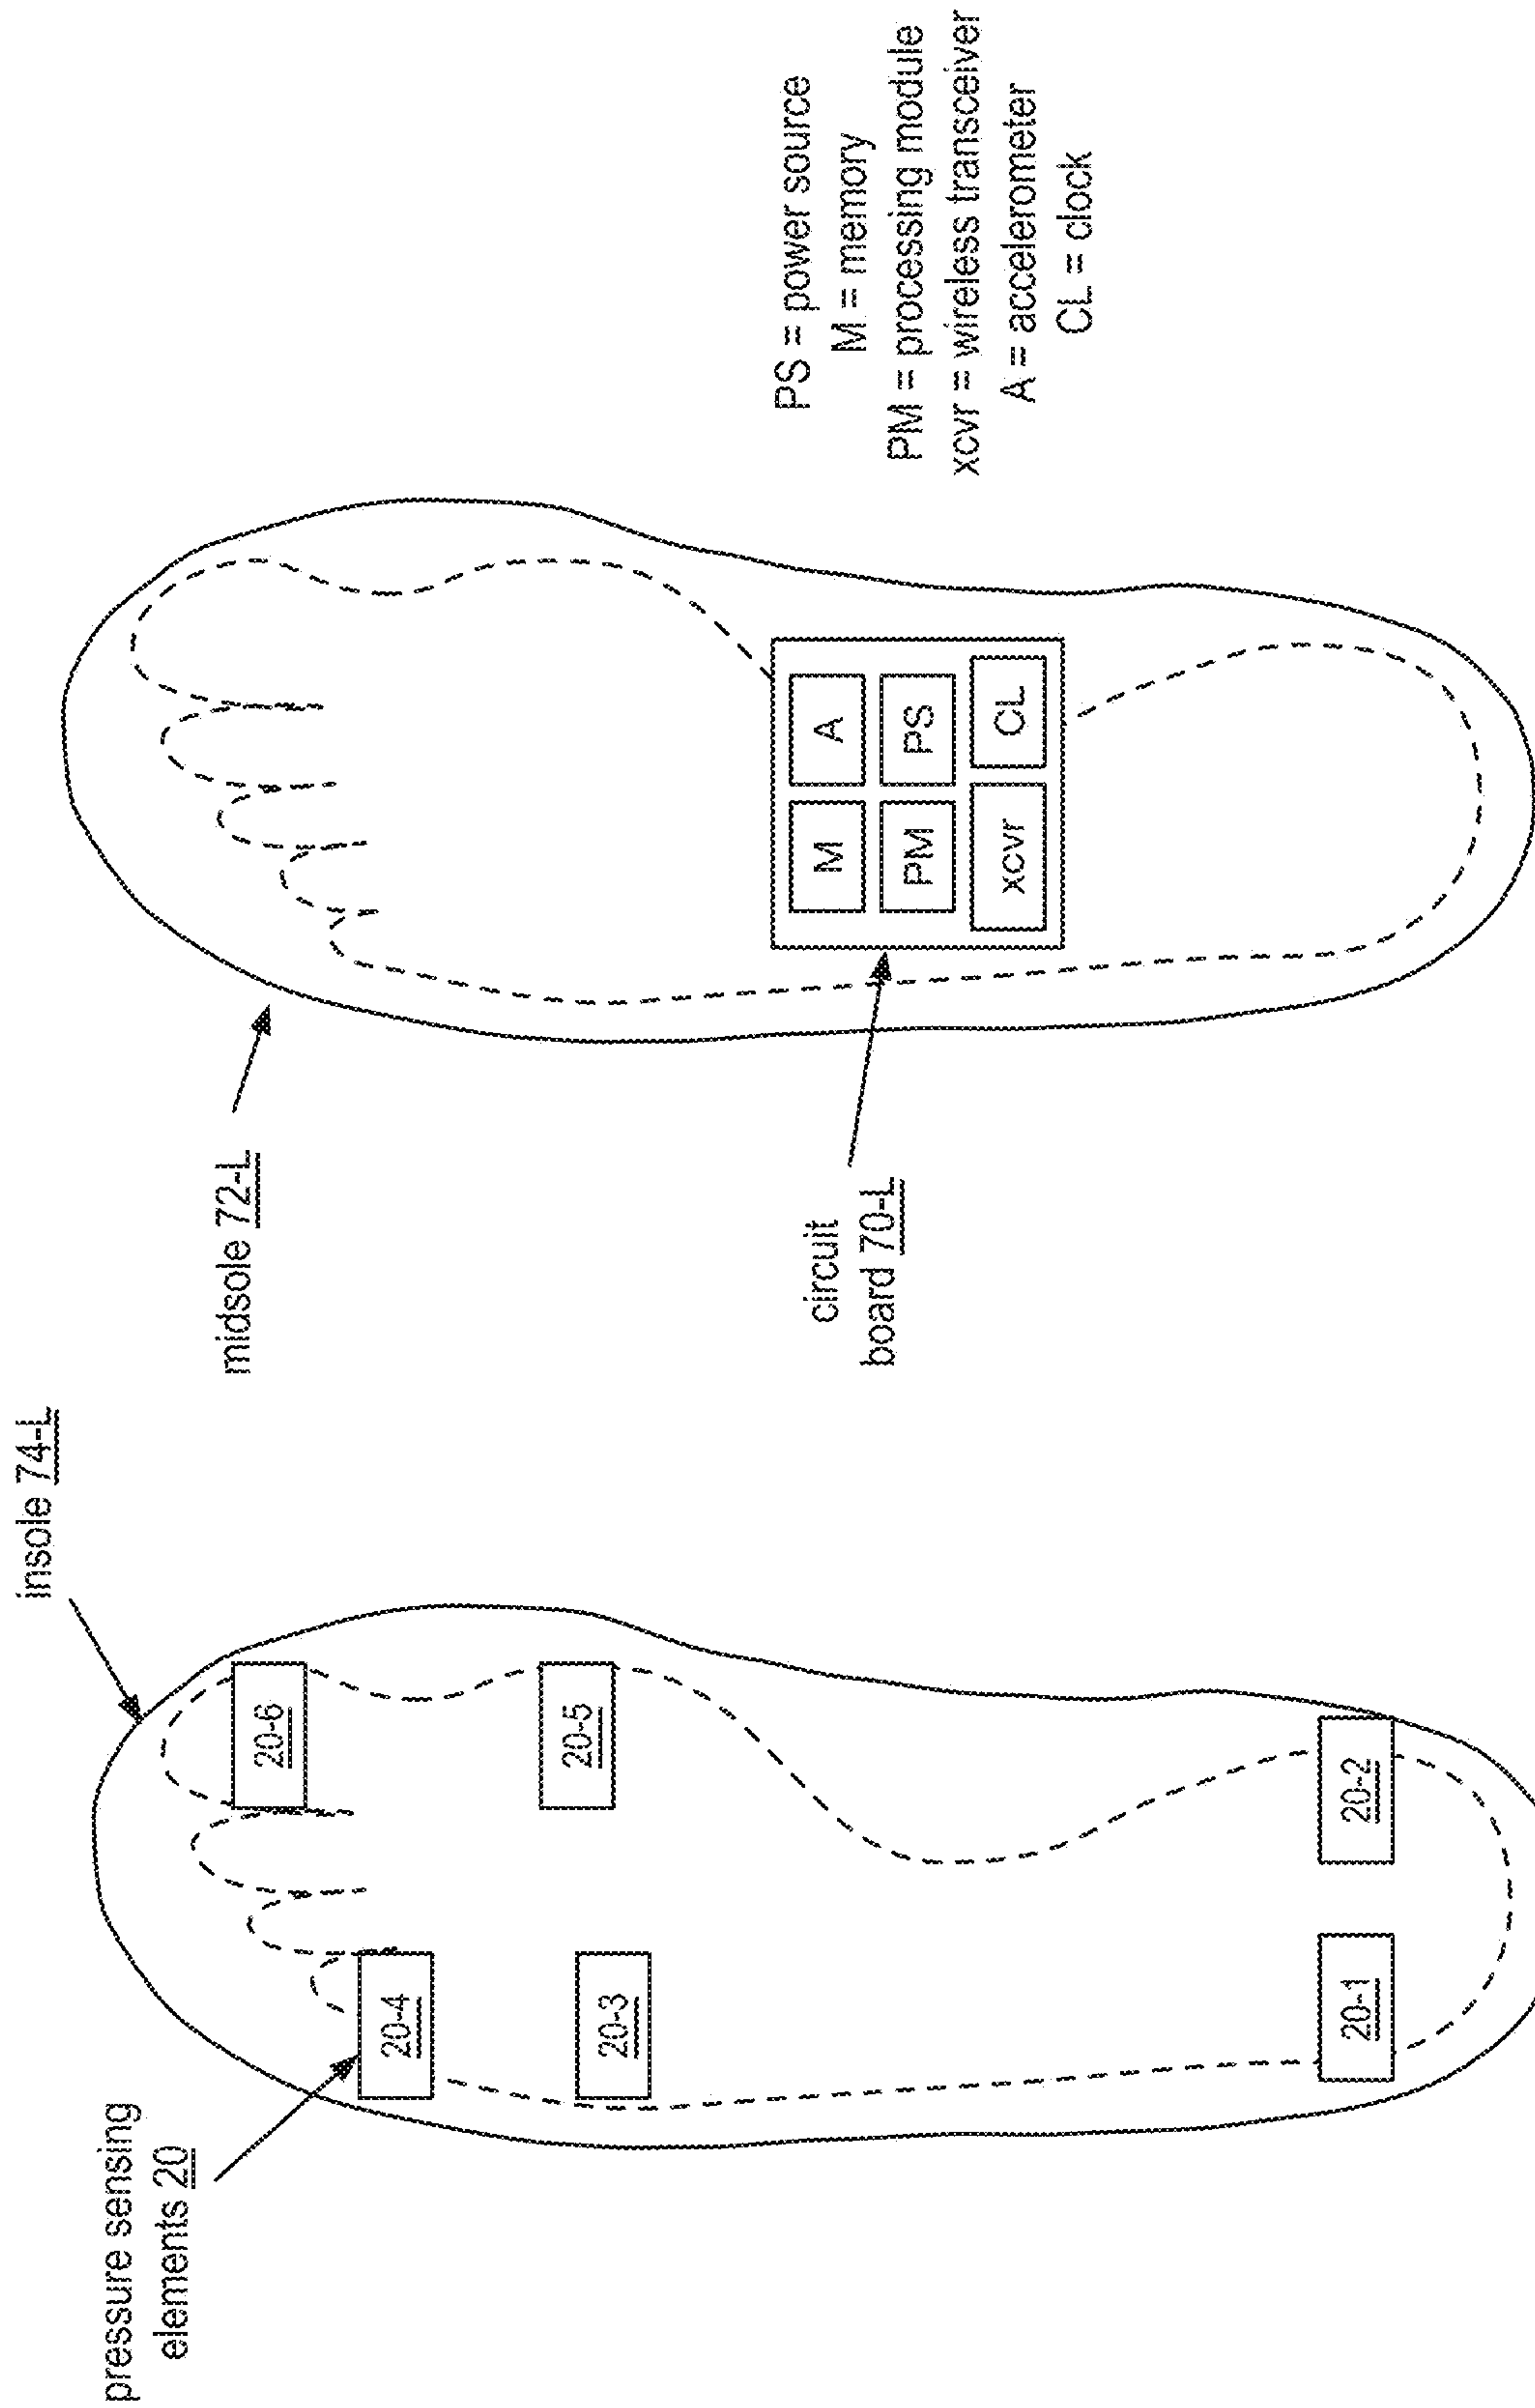 pressure sensing
elements 20
insole 74-L
20-6
20-5
20-4
20-3
20-2
20-1
midsole 72-L
circuit
board 70-L
M
A
PM
PS
xcvr
CL
PS = power source
M = memory
PM = processing module
xcvr = wireless transceiver
A = accelerometer
CL = clock